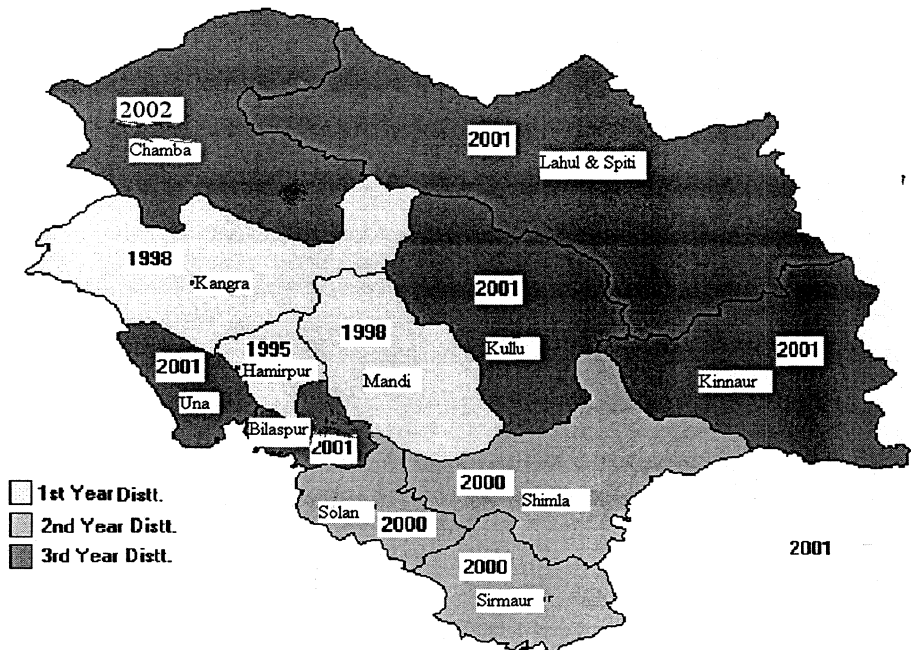 2002
Chamba
2001
Lahul & Spiti
1998
Kangra
2001
Kullu
2001
Kinnaur
1995
Hamirpur
1998
Mandi
2001
Una
Bilaspur
2001
2000
Shimla
Solan
2000
2000
Sirmaur
1st Year Distt.
2nd Year Distt.
3rd Year Distt.
2001